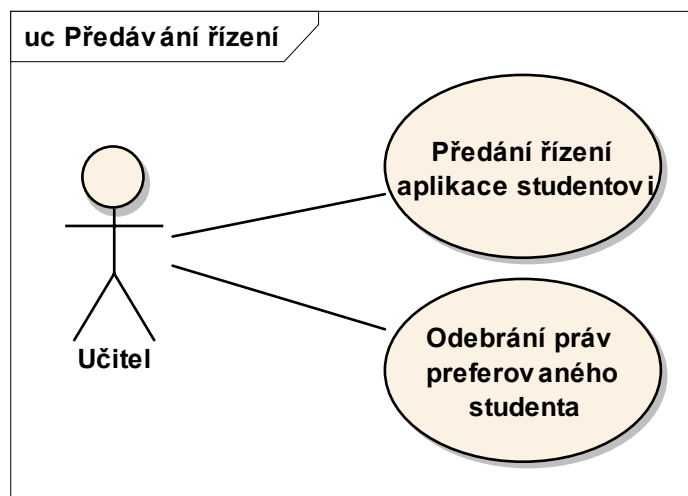 uc Předávání řízení
Předání řízení
aplikace studentovi
Učitel
Odebrání práv
preferovaného
studenta